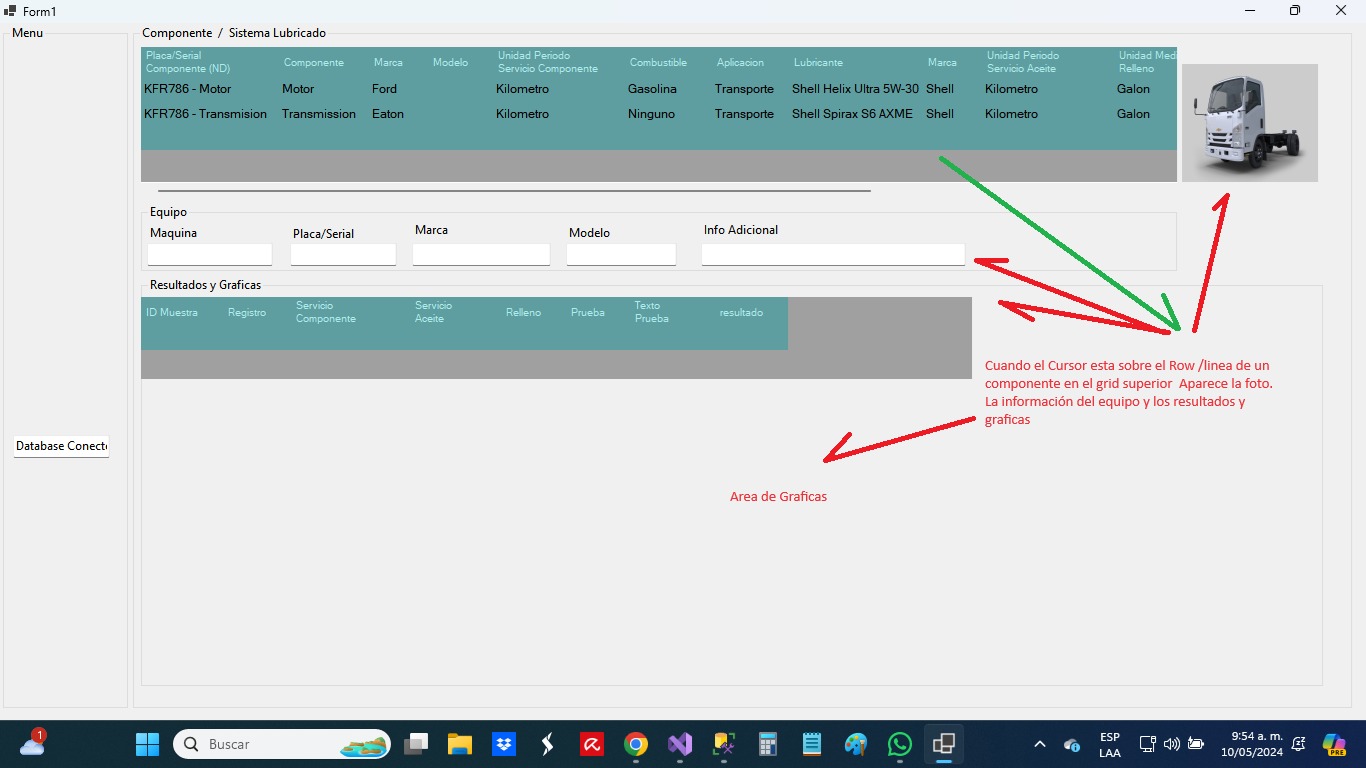 Form1
Menu
Componente / Sistema Lubricado
Placa/Serial
Componente (ND)
Componente
Marca
Modelo
Unidad Periodo
Servicio Componente
Combustible
Aplicacion
Lubricante
Marca
Unidad Periodo
Servicio Aceite
Unidad Med
Relleno
KFR786 - Motor Motor Ford Kilometro Gasolina Transporte Shell Helix Ultra 5W-30 Shell Kilometro Galon
KFR786 - Transmision Transmission Eaton Kilometro Ninguno Transporte Shell Spirax S6 AXME Shell Kilometro Galon
Equipo
Maquina
Placa/Serial
Marca
Modelo
Info Adicional
Resultados y Graficas
ID Muestra
Registro
Servicio
Componente
Servicio
Aceite
Relleno
Prueba
Texto
Prueba
resultado
Cuando el Cursor esta sobre el Row /linea de un
componente en el grid superior Aparece la foto.
La información del equipo y los resultados y
graficas
Database Conect
Area de Graficas
1
Buscar
ESP
LAA
9:54 a. m.
10/05/2024
PRE